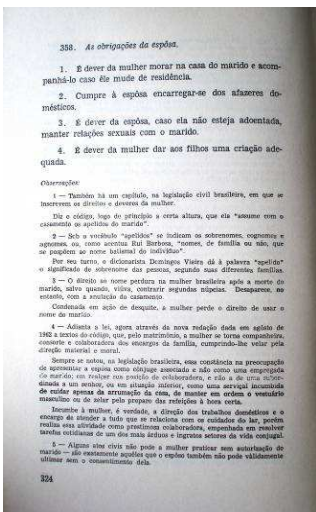 358. As obrigações da espôsa.
1. É dever da mulher morar na casa do marido e acom-
panhá-lo caso êle mude de residência.
2. Cumpre à espôsa encarregar-se dos afazeres do-
mésticos.
3. É dever da espôsa, caso ela não esteja adoentada,
manter relações sexuais com o marido.
4. É dever da mulher dar aos filhos uma criação ade-
quada.
Observações:
1 — Também há um capítulo, na legislação civil brasileira, em que se
inscrevem os direitos e deveres da mulher.
Diz o código, logo de princípio a certa altura, que ela "assume com o
casamento os apelidos do marido".
2 — Sob o vocábulo "apelidos" se indicam os sobrenomes, cognomes e
agnomes, ou, como acentua Rui Barbosa, "nomes, de família ou não, que
se pospõem ao nome batismal do indivíduo".
Por seu turno, o dicionarista Domingos Vieira dá à palavra "apelido"
o significado de sobrenome das pessoas, segundo suas diferentes famílias.
3 — O direito ao nome perdura na mulher brasileira após a morte do
marido, salvo quando, viúva, contrair segundas núpcias. Desaparece, no
entanto, com a anulação do casamento.
Condenada em ação de desquite, a mulher perde o direito de usar o
nome do marido.
4 — Adianta a lei, agora através da nova redação dada em agôsto de
1962 a textos do código, que, pelo matrimônio, a mulher se torna companheira,
consorte e colaboradora dos encargos da família, cumprindo-lhe velar pela
direção material e moral.
Sempre se notou, na legislação brasileira, essa constância na preocupação
de apresentar a espôsa como cônjuge associada e não como uma empregada
do marido; em realçar sua posição de colaboradora, e não a de uma subor-
dinada a um senhor, ou em situação inferior, como uma serviçal incumbida
de cuidar apenas da arrumação da casa, de manter em ordem o vestuário
masculino ou de zelar pelo preparo das refeições à hora certa.
Incumbe à mulher, é verdade, a direção dos trabalhos domésticos e o
encargo de atender a tudo que se relaciona com os cuidados do lar, porém
realiza essa atividade como prestimosa colaboradora, empenhada em resolver
tarefas cotidianas de um dos mais árduos e ingratos setores da vida conjugal.
5 — Alguns atos civis não pode a mulher praticar sem autorização do
marido — são exatamente aquêles que o espôso também não pode vàlidamente
ultimar sem o consentimento dela.
324